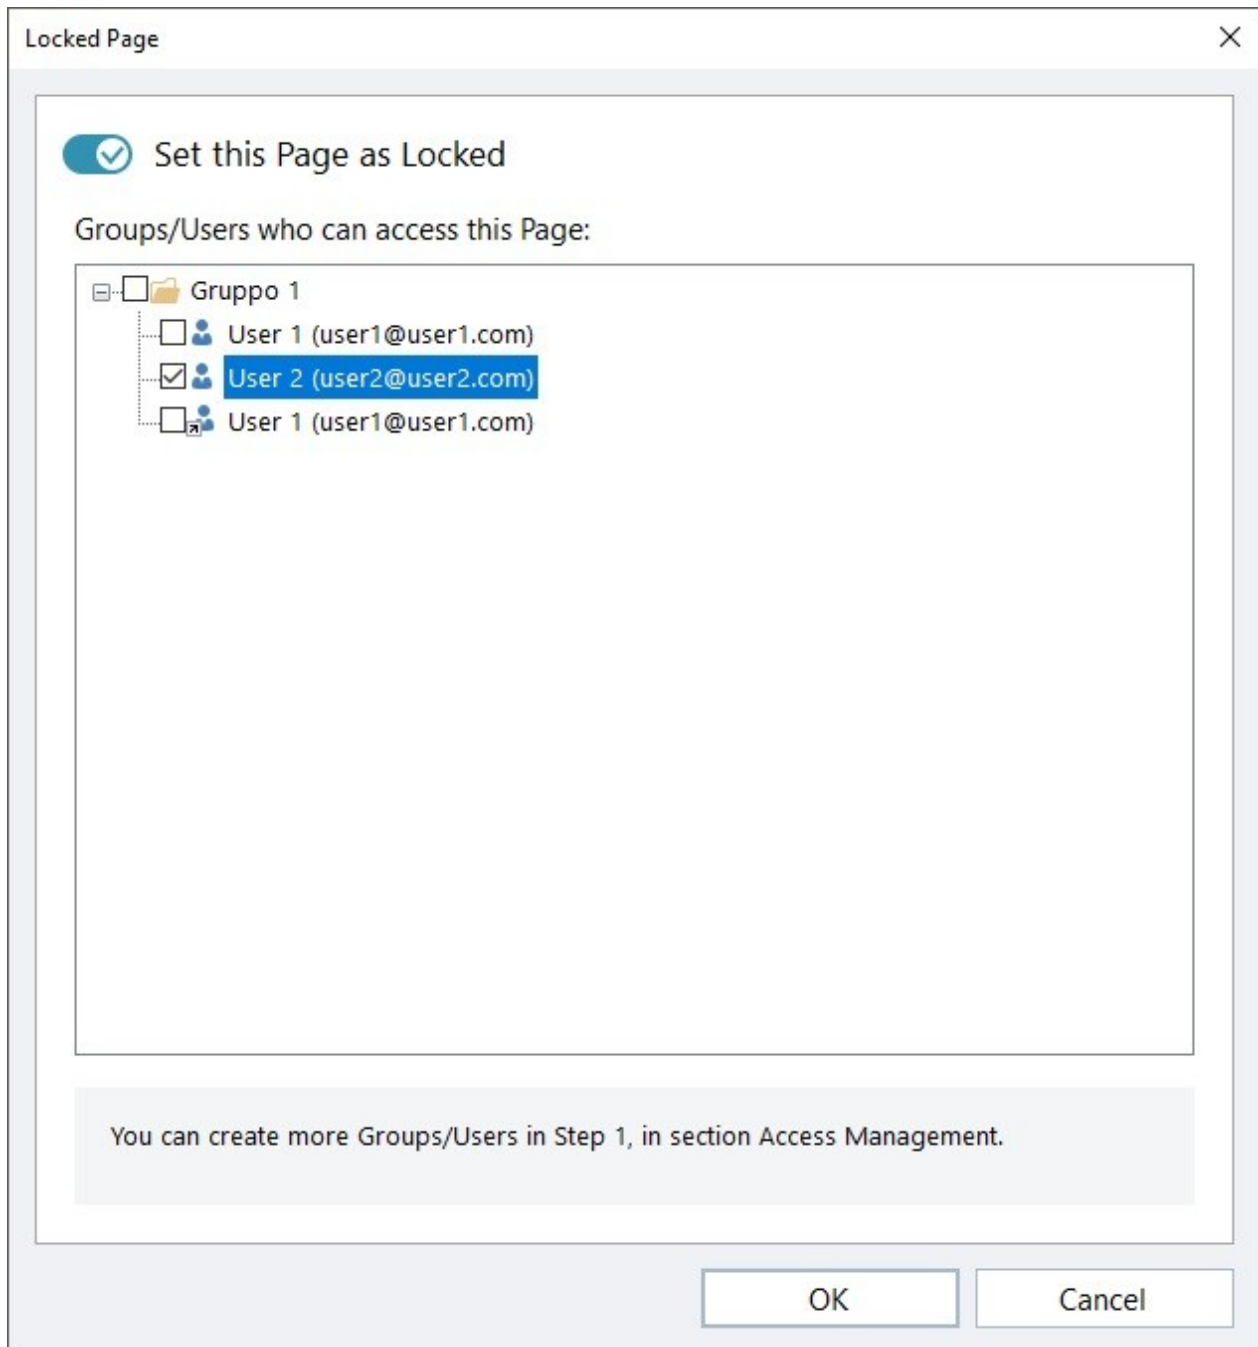 Locked Page
Set this Page as Locked
Groups/Users who can access this Page:
Gruppo 1
User 1 (user1@user1.com)
User 2 (user2@user2.com)
User 1 (user1@user1.com)
You can create more Groups/Users in Step 1, in section Access Management.
OK
Cancel